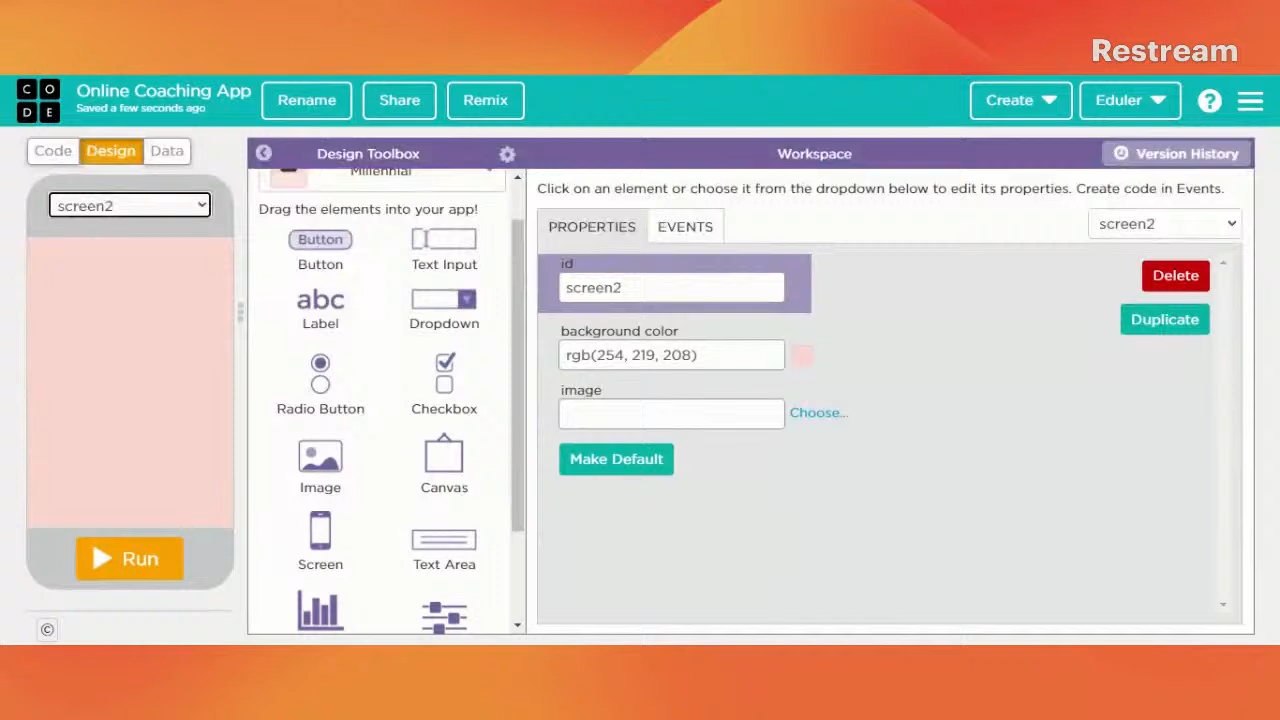 Restream
CODE
Online Coaching App
Saved a few seconds ago
Rename
Share
Remix
Create
Eduler
?
Code
Design
Data
Design Toolbox
Workspace
Version History
screen2
Millennial
Drag the elements into your app!
Button
Button
Text Input
abc
Label
Dropdown
Radio Button
Checkbox
Image
Canvas
Screen
Text Area
Run
©
Click on an element or choose it from the dropdown below to edit its properties. Create code in Events.
PROPERTIES
EVENTS
screen2
id
screen2
Delete
Duplicate
background color
rgb(254, 219, 208)
image
Choose...
Make Default